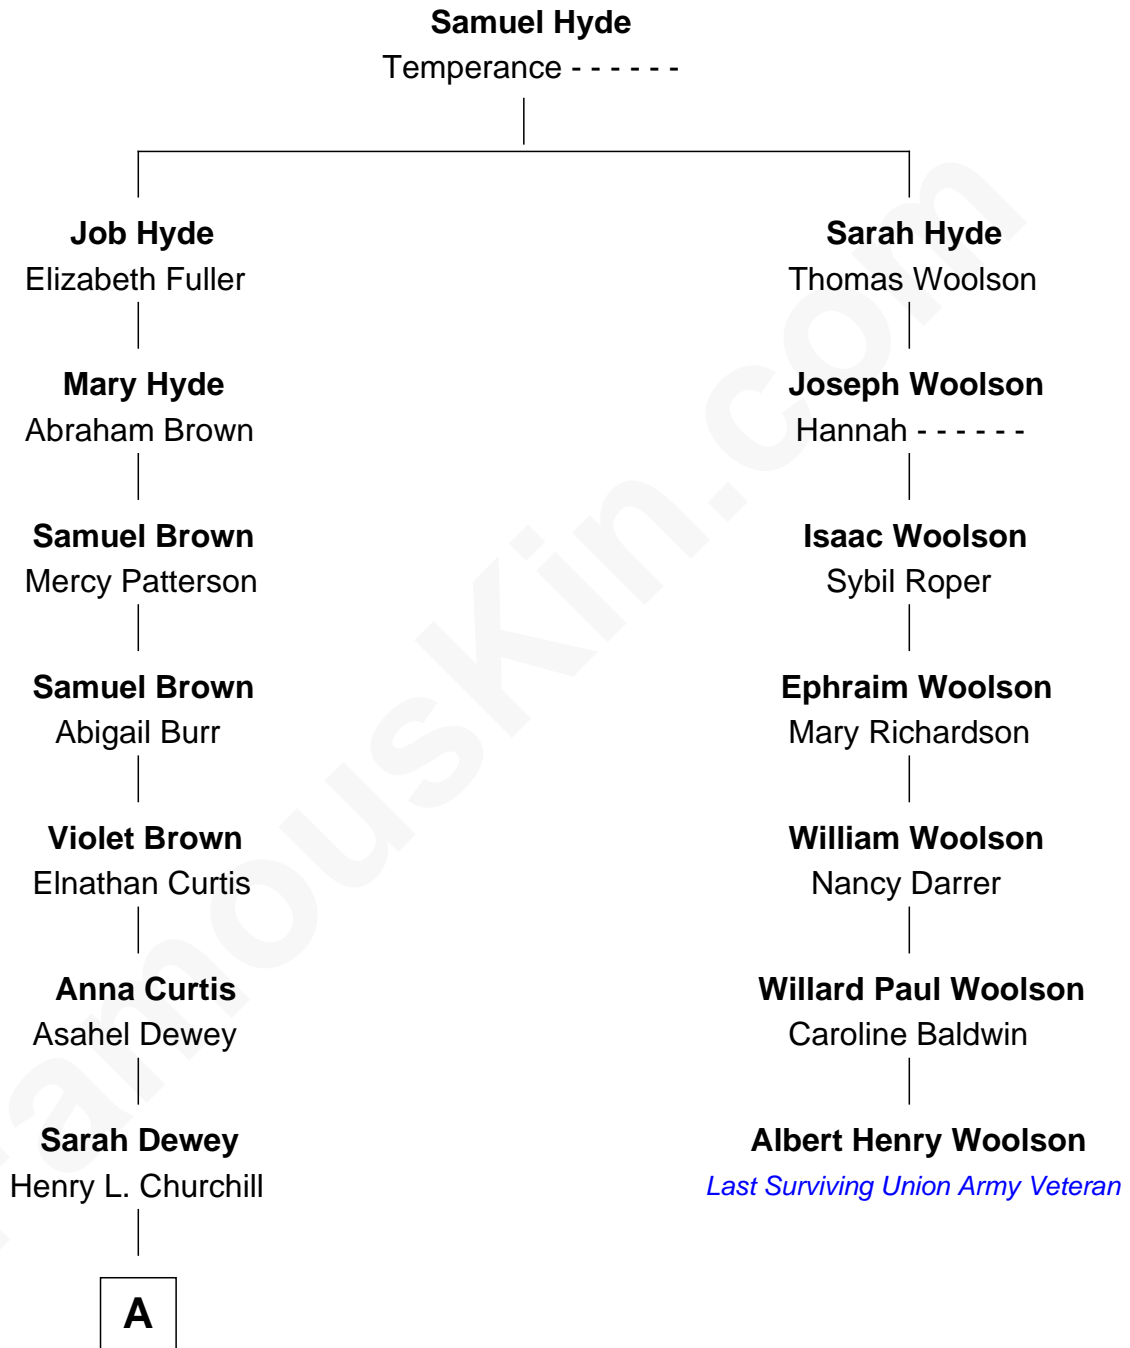 Samuel Hyde
Temperance - - - - - -
Job Hyde
Elizabeth Fuller
Sarah Hyde
Thomas Woolson
Mary Hyde
Abraham Brown
Joseph Woolson
Hannah - - - - - -
Samuel Brown
Mercy Patterson
Isaac Woolson
Sybil Roper
Samuel Brown
Abigail Burr
Ephraim Woolson
Mary Richardson
Violet Brown
Elnathan Curtis
William Woolson
Nancy Darrer
Anna Curtis
Asahel Dewey
Willard Paul Woolson
Caroline Baldwin
Sarah Dewey
Henry L. Churchill
Albert Henry Woolson
Last Surviving Union Army Veteran
A
FamousKin.com